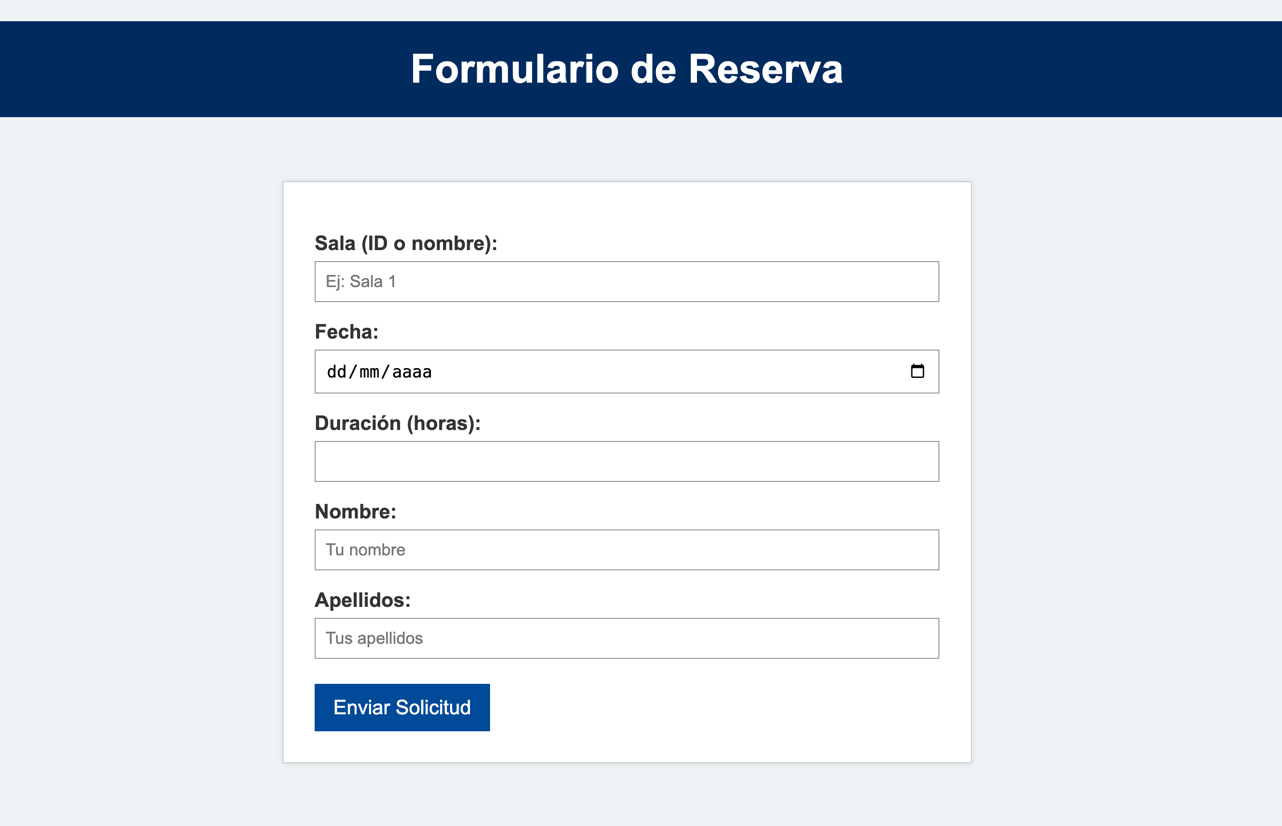 Formulario de Reserva
Sala (ID o nombre):
Ej: Sala 1
Fecha:
dd/mm/aaaa
Duración (horas):
Nombre:
Tu nombre
Apellidos:
Tus apellidos
Enviar Solicitud